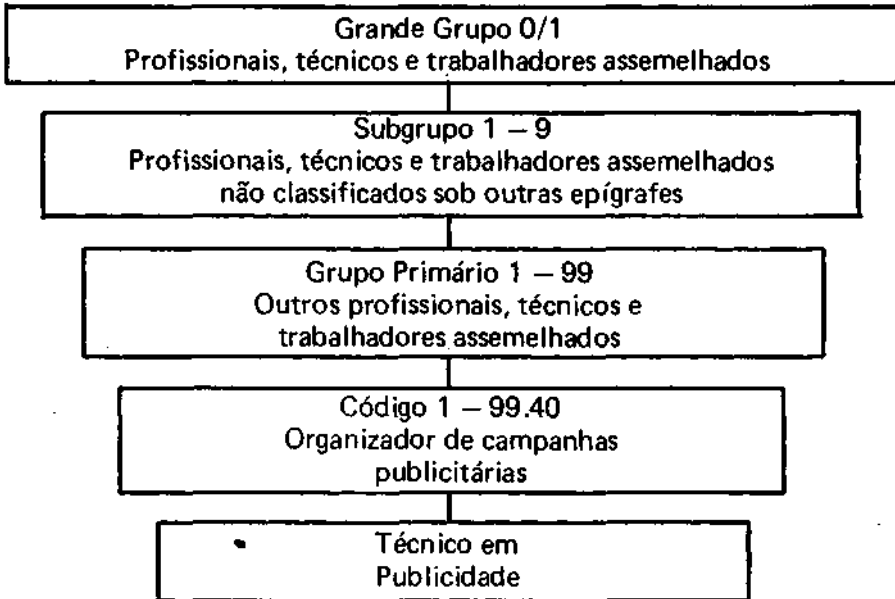 Grande Grupo 0/1
Profissionais, técnicos e trabalhadores assemelhados
Subgrupo 1 – 9
Profissionais, técnicos e trabalhadores assemelhados
não classificados sob outras epígrafes
Grupo Primário 1 – 99
Outros profissionais, técnicos e
trabalhadores assemelhados
Código 1 – 99.40
Organizador de campanhas
publicitárias
Técnico em
Publicidade